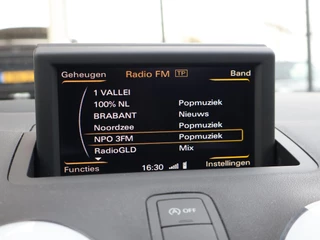 Geheugen Radio FM TP Band
1 VALLEI
100% NL Popmuziek
BRABANT Nieuws
Noordzee Popmuziek
NPO 3FM Popmuziek
RadioGLD Mix
Functies 16:30 Instellingen
OFF